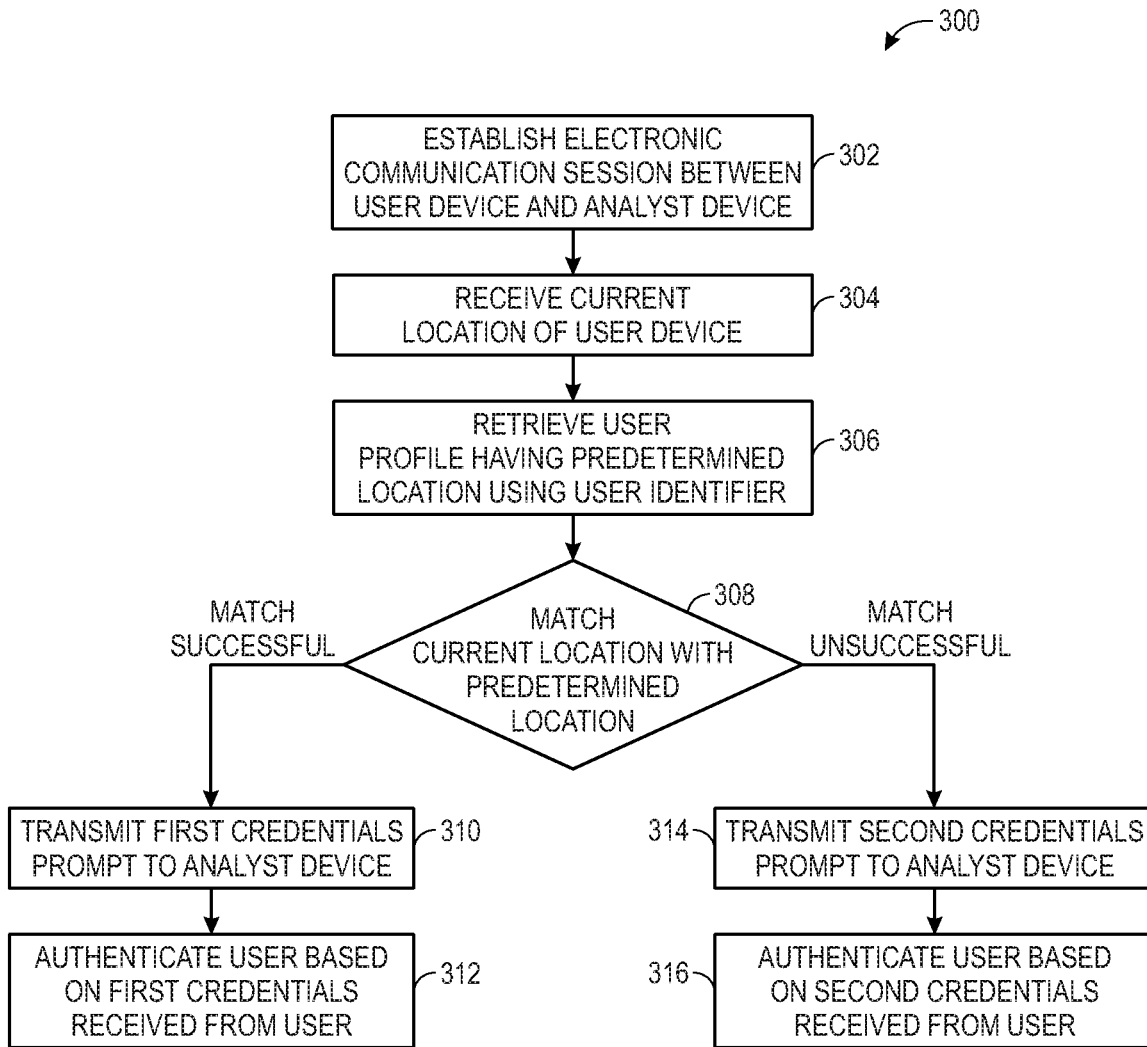 300
ESTABLISH ELECTRONIC
COMMUNICATION SESSION BETWEEN
USER DEVICE AND ANALYST DEVICE
302
RECEIVE CURRENT
LOCATION OF USER DEVICE
304
RETRIEVE USER
PROFILE HAVING PREDETERMINED
LOCATION USING USER IDENTIFIER
306
308
MATCH
SUCCESSFUL
MATCH
CURRENT LOCATION WITH
PREDETERMINED
LOCATION
MATCH
UNSUCCESSFUL
TRANSMIT FIRST CREDENTIALS
PROMPT TO ANALYST DEVICE
310
314
TRANSMIT SECOND CREDENTIALS
PROMPT TO ANALYST DEVICE
AUTHENTICATE USER BASED
ON FIRST CREDENTIALS
RECEIVED FROM USER
312
316
AUTHENTICATE USER BASED
ON SECOND CREDENTIALS
RECEIVED FROM USER